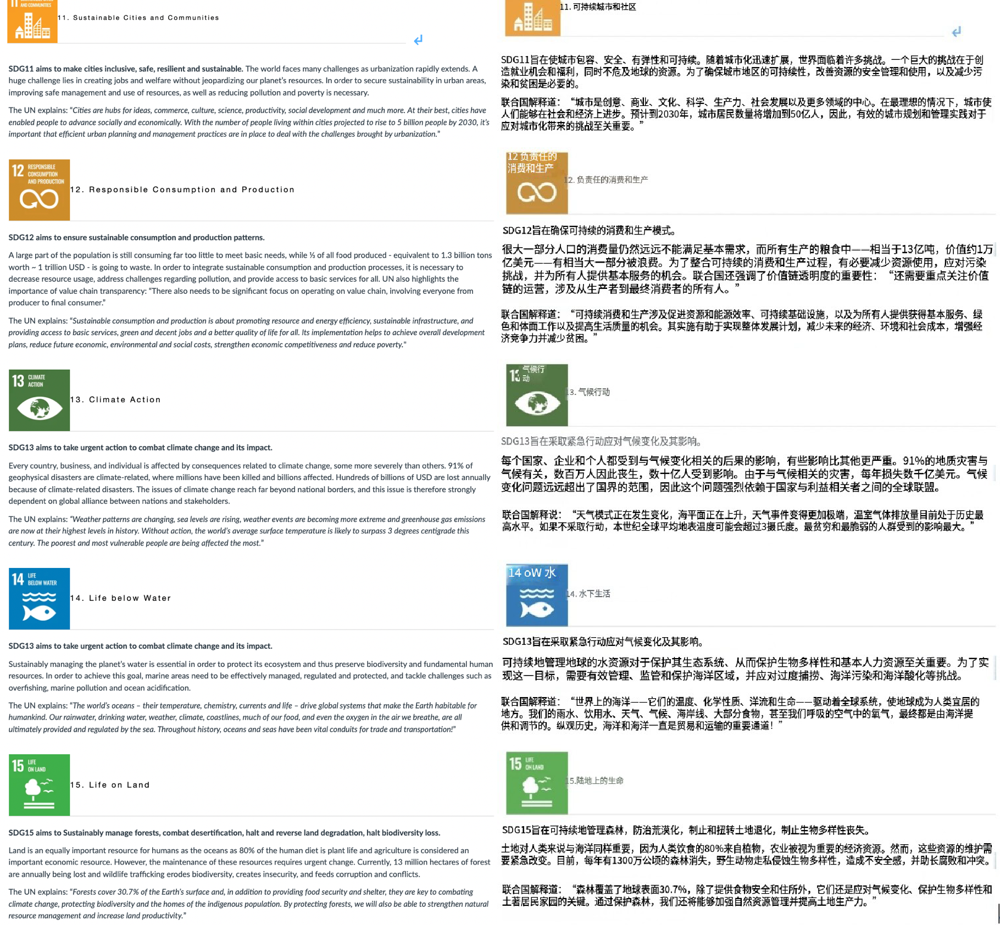 SUSTAINABLE CITIES
AND COMMUNITIES
11. Sustainable Cities and Communities
SDG11 aims to make cities inclusive, safe, resilient and sustainable. The world faces many challenges as urbanization rapidly extends. A
huge challenge lies in creating jobs and welfare without jeopardizing our planet's resources. In order to secure sustainability in urban areas,
improving safe management and use of resources, as well as reducing pollution and poverty is necessary.
The UN explains: “Cities are hubs for ideas, commerce, culture, science, productivity, social development and much more. At their best, cities have
enabled people to advance socially and economically. With the number of people living within cities projected to rise to 5 billion people by 2030, it’s
important that efficient urban planning and management practices are in place to deal with the challenges brought by urbanization.”
12 RESPONSIBLE
CONSUMPTION
AND PRODUCTION
12. Responsible Consumption and Production
SDG12 aims to ensure sustainable consumption and production patterns.
A large part of the population is still consuming far too little to meet basic needs, while ⅓ of all food produced - equivalent to 1.3 billion tons
worth ~ 1 trillion USD - is going to waste. In order to integrate sustainable consumption and production processes, it is necessary to
decrease resource usage, address challenges regarding pollution, and provide access to basic services for all. UN also highlights the
importance of value chain transparency: “There also needs to be significant focus on operating on value chain, involving everyone from
producer to final consumer.”
The UN explains: “Sustainable consumption and production is about promoting resource and energy efficiency, sustainable infrastructure, and
providing access to basic services, green and decent jobs and a better quality of life for all. Its implementation helps to achieve overall development
plans, reduce future economic, environmental and social costs, strengthen economic competitiveness and reduce poverty."
13 CLIMATE
ACTION
13. Climate Action
SDG13 aims to take urgent action to combat climate change and its impact.
Every country, business, and individual is affected by consequences related to climate change, some more severely than others. 91% of
geophysical disasters are climate-related, where millions have been killed and billions affected. Hundreds of billions of USD are lost annually
because of climate-related disasters. The issues of climate change reach far beyond national borders, and this issue is therefore strongly
dependent on global alliance between nations and stakeholders.
The UN explains: “Weather patterns are changing, sea levels are rising, weather events are becoming more extreme and greenhouse gas emissions
are now at their highest levels in history. Without action, the world’s average surface temperature is likely to surpass 3 degrees centigrade this
century. The poorest and most vulnerable people are being affected the most.”
14 LIFE
BELOW WATER
14. Life below Water
SDG13 aims to take urgent action to combat climate change and its impact.
Sustainably managing the planet’s water is essential in order to protect its ecosystem and thus preserve biodiversity and fundamental human
resources. In order to achieve this goal, marine areas need to be effectively managed, regulated and protected, and tackle challenges such as
overfishing, marine pollution and ocean acidification.
The UN explains: “The world’s oceans – their temperature, chemistry, currents and life – drive global systems that make the Earth habitable for
humankind. Our rainwater, drinking water, weather, climate, coastlines, much of our food, and even the oxygen in the air we breathe, are all
ultimately provided and regulated by the sea. Throughout history, oceans and seas have been vital conduits for trade and transportation!”
15 LIFE
ON LAND
15. Life on Land
SDG15 aims to Sustainably manage forests, combat desertification, halt and reverse land degradation, halt biodiversity loss.
Land is an equally important resource for humans as the oceans as 80% of the human diet is plant life and agriculture is considered an
important economic resource. However, the maintenance of these resources requires urgent change. Currently, 13 million hectares of forest
are annually being lost and wildlife trafficking erodes biodiversity, creates insecurity, and feeds corruption and conflicts.
The UN explains: “Forests cover 30.7% of the Earth’s surface and, in addition to providing food security and shelter, they are key to combating
climate change, protecting biodiversity and the homes of the indigenous population. By protecting forests, we will also be able to strengthen natural
resource management and increase land productivity.”
11. 可持续城市和社区
SDG11旨在使城市包容、安全、有弹性和可持续。随着城市化迅速扩展，世界面临着许多挑战。一个巨大的挑战在于创
造就业机会和福利，同时不危及地球的资源。为了确保城市地区的可持续性，改善资源的安全管理和使用，以及减少污
染和贫困是必要的。
联合国解释道：“城市是创意、商业、文化、科学、生产力、社会发展以及更多领域的中心。在最理想的情况下，城市使
人们能够在社会和经济上进步。预计到2030年，城市居民数量将增加到50亿人，因此，有效的城市规划和管理实践对于
应对城市化带来的挑战至关重要。”
12 负责任的
消费和生产
12. 负责任的消费和生产
SDG12旨在确保可持续的消费和生产模式。
很大一部分人口的消费量仍然远远不能满足基本需求，而所有生产的粮食中——相当于13亿吨，价值约1万
亿美元——有相当大一部分被浪费。为了整合可持续的消费和生产过程，有必要减少资源使用，应对污染
挑战，并为所有人提供基本服务的机会。联合国还强调了价值链透明度的重要性：“还需要重点关注价值
链的运营，涉及从生产者到最终消费者的所有人。”
联合国解释道：“可持续消费和生产涉及促进资源和能源效率、可持续基础设施，以及为所有人提供获得基本服务、绿
色和体面工作以及提高生活质量的机会。其实施有助于实现整体发展计划，减少未来的经济、环境和社会成本，增强经
济竞争力并减少贫困。”
13 气候行
动
13. 气候行动
SDG13旨在采取紧急行动应对气候变化及其影响。
每个国家、企业和个人都受到与气候变化相关的后果的影响，有些影响比其他更严重。91%的地质灾害与
气候有关，数百万人因此丧生，数十亿人受到影响。由于与气候相关的灾害，每年损失数千亿美元。气候
变化问题远远超出了国界的范围，因此这个问题强烈依赖于国家与利益相关者之间的全球联盟。
联合国解释说：“天气模式正在发生变化，海平面正在上升，天气事件变得更加极端，温室气体排放量目前处于历史最
高水平。如果不采取行动，本世纪全球平均地表温度可能会超过3摄氏度。最贫穷和最脆弱的人群受到的影响最大。”
14 oW 水
14. 水下生活
SDG13旨在采取紧急行动应对气候变化及其影响。
可持续地管理地球的水资源对于保护其生态系统、从而保护生物多样性和基本人力资源至关重要。为了实
现这一目标，需要有效管理、监管和保护海洋区域，并应对过度捕捞、海洋污染和海洋酸化等挑战。
联合国解释道：“世界上的海洋——它们的温度、化学性质、洋流和生命——驱动着全球系统，使地球成为人类宜居的
地方。我们的雨水、饮用水、天气、气候、海岸线、大部分食物，甚至我们呼吸的空气中的氧气，最终都是由海洋提
供和调节的。纵观历史，海洋和海洋一直是贸易和运输的重要通道！”
15 LIFE
ON LAND
15.陆地上的生命
SDG15旨在可持续地管理森林，防治荒漠化，制止和扭转土地退化，制止生物多样性丧失。
土地对人类来说与海洋同样重要，因为人类饮食的80%来自植物，农业被视为重要的经济资源。然而，这些资源的维护需
要紧急改变。目前，每年有1300万公顷的森林消失，野生动物走私侵蚀生物多样性，造成不安全感，并助长腐败和冲突。
联合国解释道：“森林覆盖了地球表面30.7%，除了提供食物安全和住所外，它们还是应对气候变化、保护生物多样性和
土著居民家园的关键。通过保护森林，我们还将能够加强自然资源管理并提高土地生产力。”